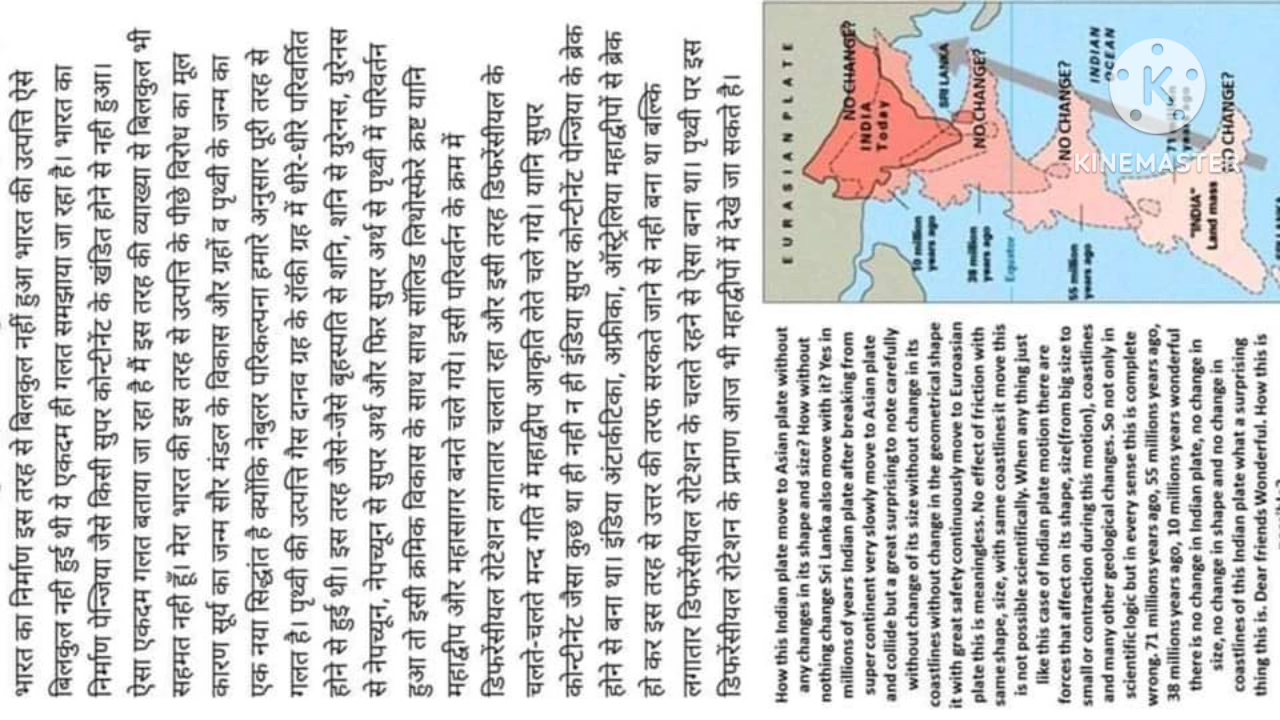 भारत का निर्माण इस तरह से बिलकुल नहीं हुआ भारत की उत्पत्ति ऐसे
बिलकुल नही हुई थी ये एकदम ही गलत समझाया जा रहा है। भारत का
निर्माण पेन्जिया जैसे किसी सुपर कोन्टीनेंट के खंडित होने से नही हुआ।
ऐसा एकदम गलत बताया जा रहा है मैं इस तरह की व्याख्या से बिलकुल भी
सहमत नही हूँ। मेरा भारत की इस तरह से उत्पत्ति के पीछे विरोध का मूल
कारण सूर्य का जन्म सौर मंडल के विकास और ग्रहों व पृथ्वी के जन्म का
एक नया सिद्धांत है क्योंकि नेबुलर परिकल्पना हमारे अनुसार पूरी तरह से
गलत है। पृथ्वी की उत्पत्ति गैस दानव ग्रह के रॉकी ग्रह में धीरे-धीरे परिवर्तित
होने से हुई थी। इस तरह जैसे-जैसे बृहस्पति से शनि, शनि से युरेनस, युरेनस
से नेपच्यून, नेपच्यून से सुपर अर्थ और फिर सुपर अर्थ से पृथ्वी में परिवर्तन
हुआ तो इसी क्रमिक विकास के साथ साथ सॉलिड लिथोस्फेरे क्रष्ट यानि
महाद्वीप और महासागर बनते चले गये। इसी परिवर्तन के क्रम में
डिफरेंसीयल रोटेशन लगातार चलता रहा और इसी तरह डिफरेंसीयल के
चलते-चलते मन्द गति में महाद्वीप आकृति लेते चले गये। यानि सुपर
कोन्टीनेंट जैसा कुछ था ही नही न ही इंडिया सुपर कोन्टीनेंट पेन्जिया के ब्रेक
होने से बना था। इंडिया अंटार्कटिका, अफ्रीका, ऑस्ट्रेलिया महाद्वीपों से ब्रेक
हो कर इस तरह से उत्तर की तरफ सरकते जाने से नही बना था बल्कि
लगातार डिफरेंसीयल रोटेशन के चलते रहने से ऐसा बना था। पृथ्वी पर इस
डिफरेंसीयल रोटेशन के प्रमाण आज भी महाद्वीपों में देखे जा सकते है।
How this Indian plate move to Asian plate without
any changes in its shape and size? How without
nothing change Sri Lanka also move with it? Yes in
millions of years Indian plate after breaking from
super continent very slowly move to Asian plate
and collide but a great surprising to note carefully
without change of its size without change in its
coastlines without change in the geometrical shape
it with great safety continuously move to Euroasian
plate this is meaningless. No effect of friction with
same shape, size, with same coastlines it move this
is not possible scientifically. When any thing just
like this case of Indian plate motion there are
forces that affect on its shape, size(from big size to
small or contraction during this motion), coastlines
and many other geological changes. So not only in
scientific logic but in every sense this is complete
wrong. 71 millions years ago, 55 millions years ago,
38 millions years ago, 10 millions years wonderful
there is no change in Indian plate, no change in
size, no change in shape and no change in
coastlines of this Indian plate what a surprising
thing this is. Dear friends Wonderful. How this is
EURASIAN PLATE
NO CHANGE?
INDIA
Today
SRI LANKA
10 million
years ago
NO CHANGE?
38 million
years ago
Equator
NO CHANGE?
INDIAN
OCEAN
55 million
years ago
71
years ago
NO CHANGE?
"INDIA"
Land mass
K
KINEMASTER